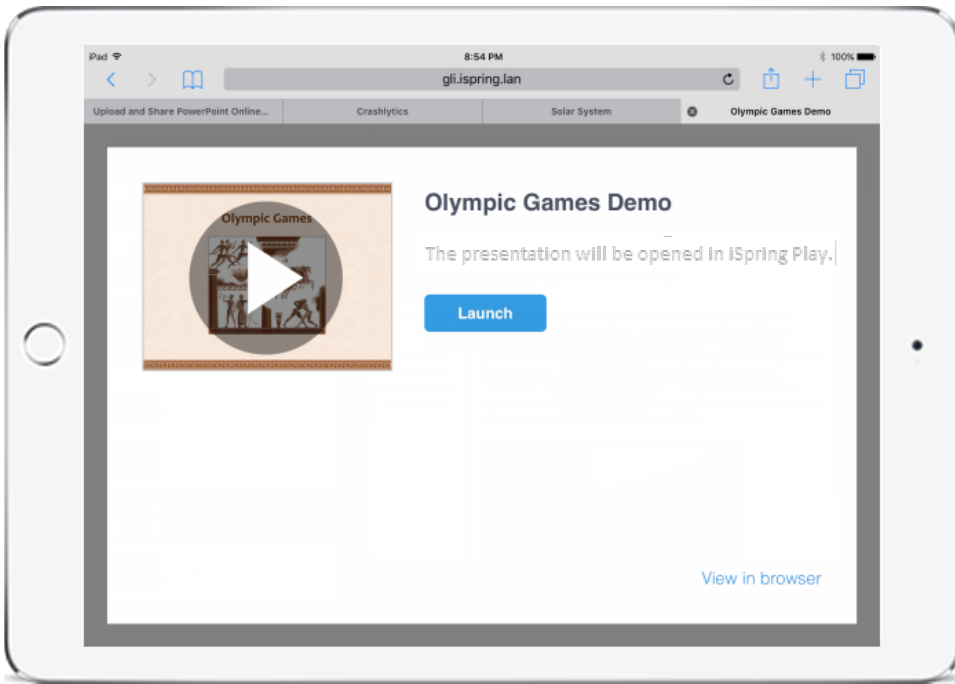 iPad 8:54 PM 100%
gli.ispring.lan
Upload and Share PowerPoint Online... Crashlytics Solar System Olympic Games Demo
Olympic Games
Olympic Games Demo
The presentation will be opened in iSpring Play.
Launch
View in browser